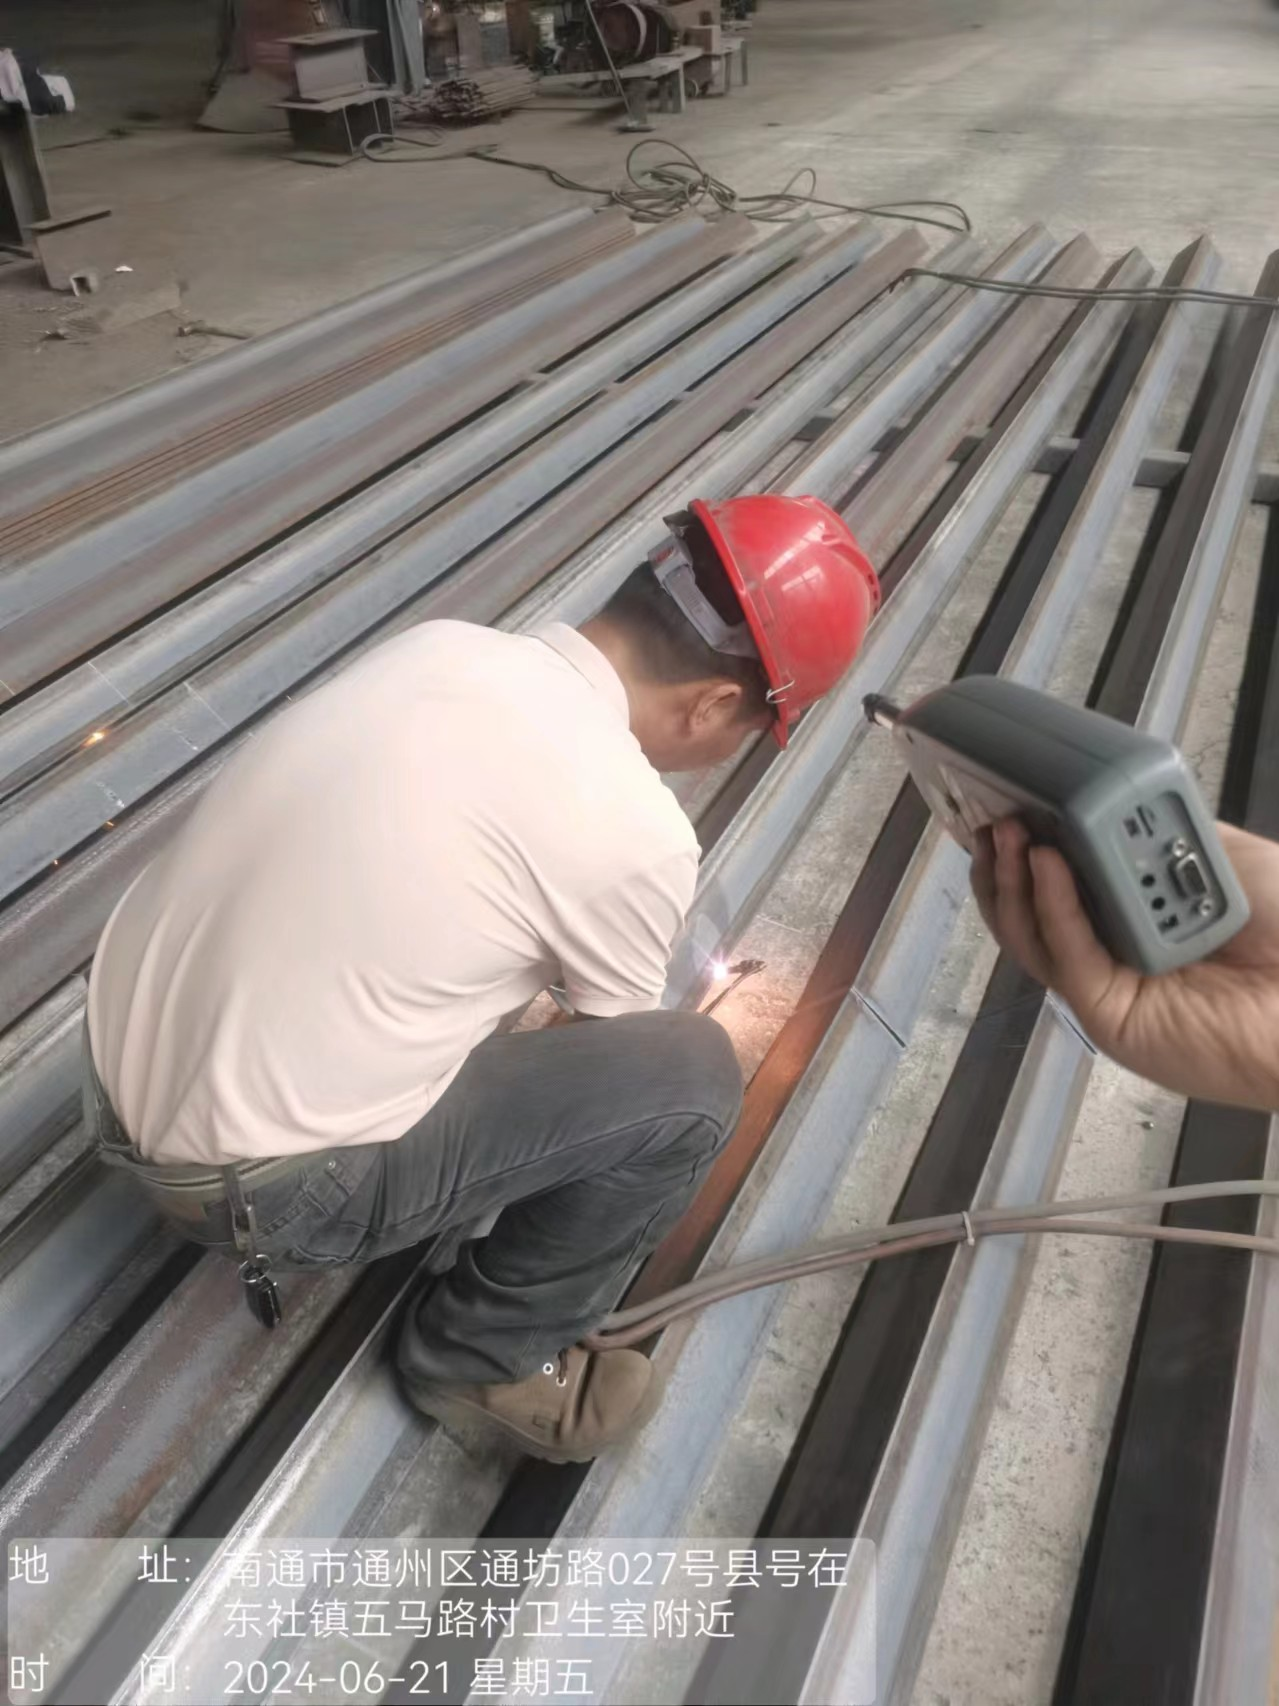 地 址: 南通市通州区通坊路027号县号在
东社镇五马路村卫生室附近
时 间: 2024-06-21 星期五